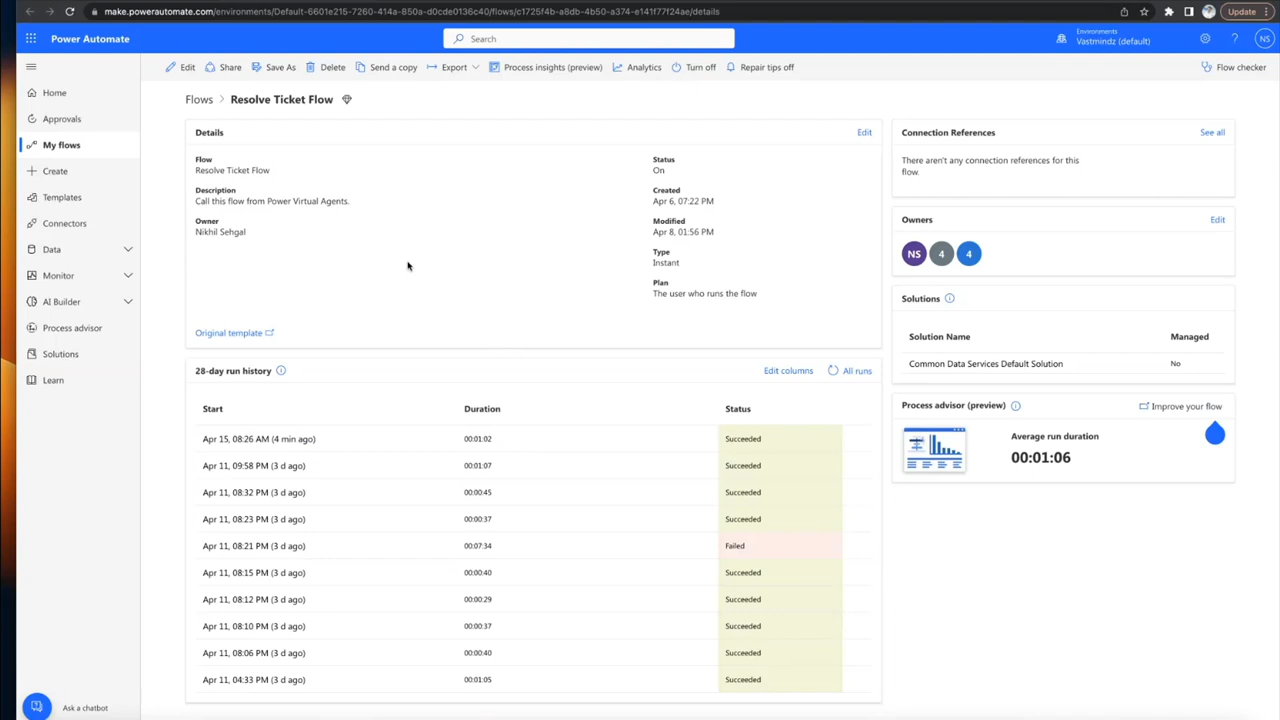 make.powerautomate.com/environments/Default-6601e215-7260-414a-850a-d0cde0136c40/flows/c1725f4b-a8db-4b50-a374-e141f77f24ae/details
Update
Power Automate
Search
Environments
Vastmindz (default)
NS
Edit
Share
Save As
Delete
Send a copy
Export
Process insights (preview)
Analytics
Turn off
Repair tips off
Flow checker
Home
Approvals
My flows
Create
Templates
Connectors
Data
Monitor
AI Builder
Process advisor
Solutions
Learn
Ask a chatbot
Flows > Resolve Ticket Flow
Details
Edit
Flow
Resolve Ticket Flow
Description
Call this flow from Power Virtual Agents.
Owner
Nikhil Sehgal
Original template
Status
On
Created
Apr 6, 07:22 PM
Modified
Apr 8, 01:56 PM
Type
Instant
Plan
The user who runs the flow
28-day run history
Edit columns
All runs
Start Duration Status
Apr 15, 08:26 AM (4 min ago) 00:01:02 Succeeded
Apr 11, 09:58 PM (3 d ago) 00:01:07 Succeeded
Apr 11, 08:32 PM (3 d ago) 00:00:45 Succeeded
Apr 11, 08:23 PM (3 d ago) 00:00:37 Succeeded
Apr 11, 08:21 PM (3 d ago) 00:07:34 Failed
Apr 11, 08:15 PM (3 d ago) 00:00:40 Succeeded
Apr 11, 08:12 PM (3 d ago) 00:00:29 Succeeded
Apr 11, 08:10 PM (3 d ago) 00:00:37 Succeeded
Apr 11, 08:06 PM (3 d ago) 00:00:40 Succeeded
Apr 11, 04:33 PM (3 d ago) 00:01:05 Succeeded
Connection References
See all
There aren't any connection references for this
flow.
Owners
Edit
NS 4 4
Solutions
Solution Name Managed
Common Data Services Default Solution No
Process advisor (preview)
Improve your flow
Average run duration
00:01:06